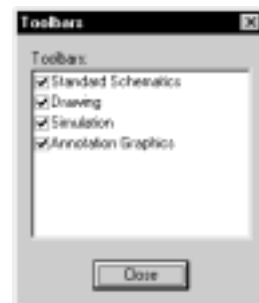 Toolbars
Toolbars:
Standard Schematics
Drawing
Simulation
Annotation Graphics
Close